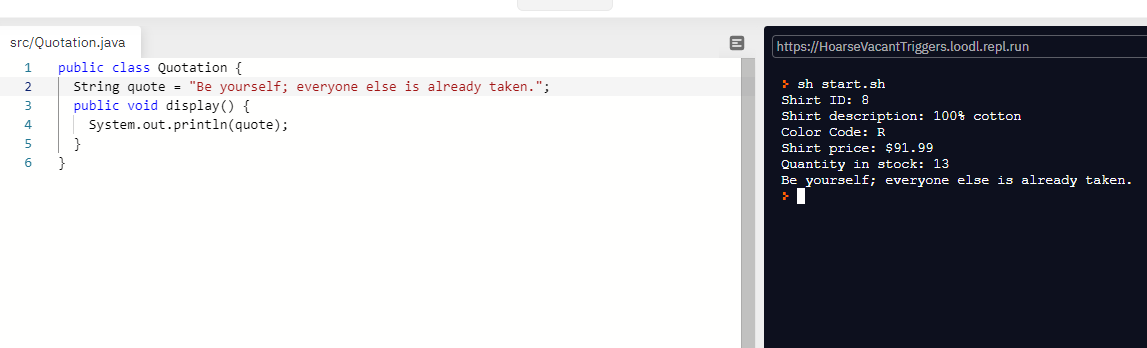 src/Quotation.java
1 public class Quotation {
2 String quote = "Be yourself; everyone else is already taken.";
3 public void display() {
4 System.out.println(quote);
5 }
6 }
https://HoarseVacantTriggers.loodl.repl.run
sh start.sh
Shirt ID: 8
Shirt description: 100% cotton
Color Code: R
Shirt price: $91.99
Quantity in stock: 13
Be yourself; everyone else is already taken.